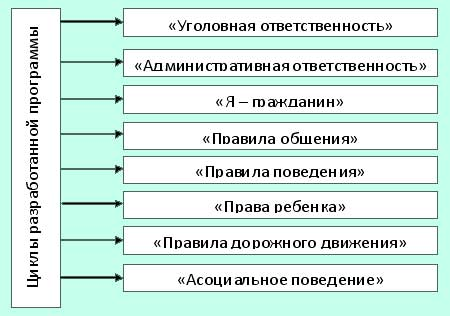 Циклы разработанной программы
«Уголовная ответственность»
«Административная ответственность»
«Я – гражданин»
«Правила общения»
«Правила поведения»
«Права ребенка»
«Правила дорожного движения»
«Асоциальное поведение»